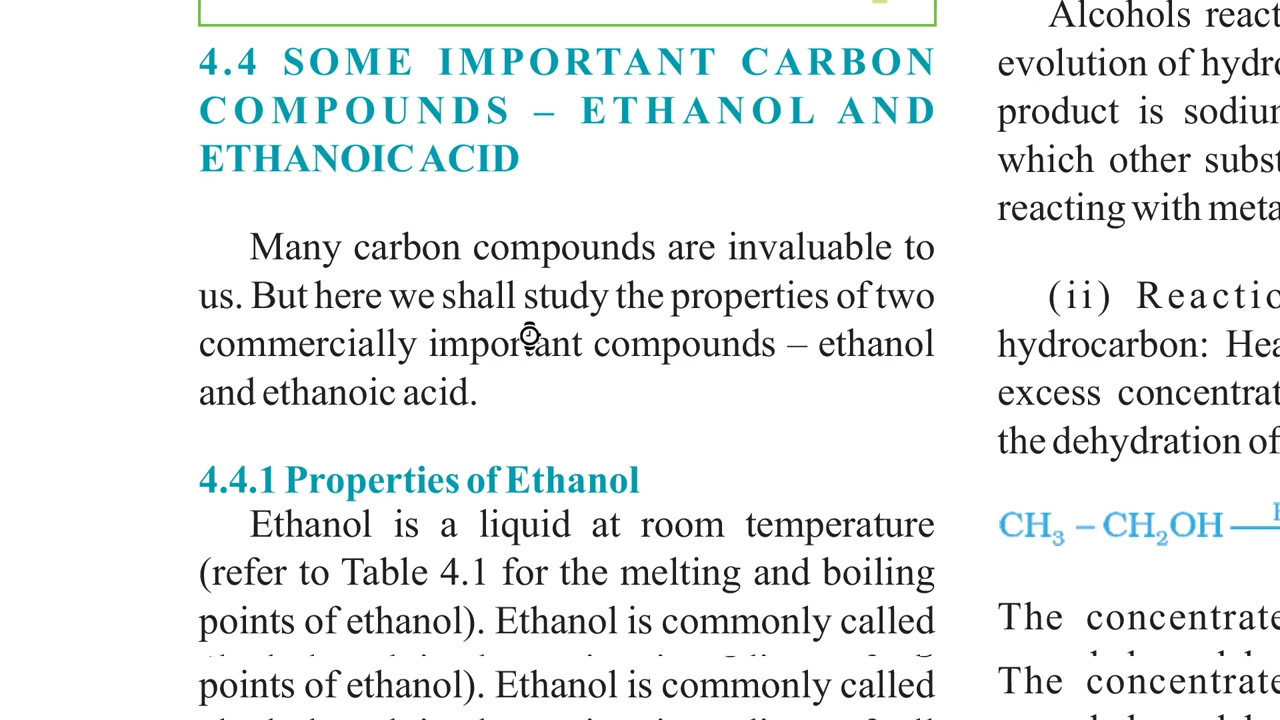 4.4 SOME IMPORTANT CARBON
COMPOUNDS – ETHANOL AND
ETHANOIC ACID
Many carbon compounds are invaluable to
us. But here we shall study the properties of two
commercially important compounds – ethanol
and ethanoic acid.
4.4.1 Properties of Ethanol
Ethanol is a liquid at room temperature
(refer to Table 4.1 for the melting and boiling
points of ethanol). Ethanol is commonly called
points of ethanol). Ethanol is commonly called
Alcohols react
evolution of hydro
product is sodiu
which other subst
reacting with meta
(ii) Reactio
hydrocarbon: Hea
excess concentrat
the dehydration of
CH₃ – CH₂OH
The concentrate
The concentrate